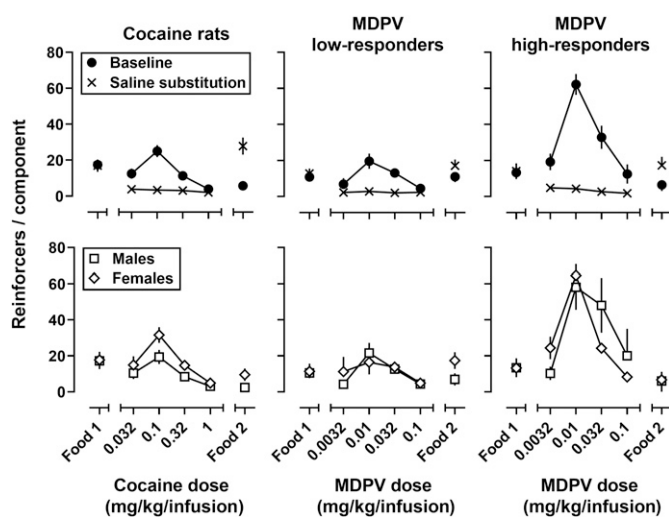 Cocaine rats
MDPV
low-responders
MDPV
high-responders
Reinforcers / component
80
60
40
20
0
Baseline
Saline substitution
80
60
40
20
0
Males
Females
Food 1
0.032
0.1
0.32
1
Food 2
Food 1
0.0032
0.01
0.032
0.1
Food 2
Food 1
0.0032
0.01
0.032
0.1
Food 2
Cocaine dose
(mg/kg/infusion)
MDPV dose
(mg/kg/infusion)
MDPV dose
(mg/kg/infusion)